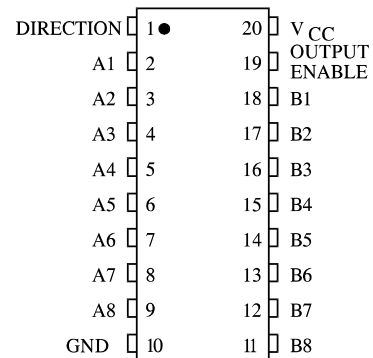 DIRECTION 1 20 V CC
A1 2 19 OUTPUT ENABLE
A2 3 18 B1
A3 4 17 B2
A4 5 16 B3
A5 6 15 B4
A6 7 14 B5
A7 8 13 B6
A8 9 12 B7
GND 10 11 B8